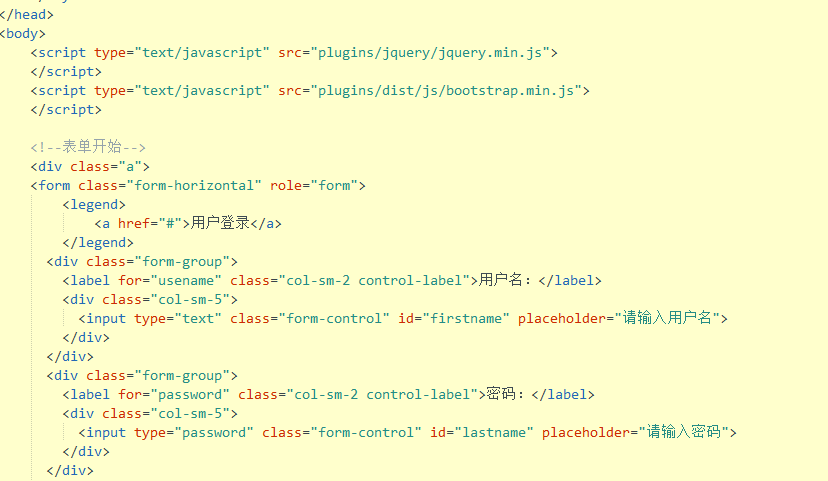 </head>
<body>
<script type="text/javascript" src="plugins/jquery/jquery.min.js">
</script>
<script type="text/javascript" src="plugins/dist/js/bootstrap.min.js">
</script>
<!--表单开始-->
<div class="a">
<form class="form-horizontal" role="form">
<legend>
<a href="#">用户登录</a>
</legend>
<div class="form-group">
<label for="usename" class="col-sm-2 control-label">用户名：</label>
<div class="col-sm-5">
<input type="text" class="form-control" id="firstname" placeholder="请输入用户名">
</div>
</div>
<div class="form-group">
<label for="password" class="col-sm-2 control-label">密码：</label>
<div class="col-sm-5">
<input type="password" class="form-control" id="lastname" placeholder="请输入密码">
</div>
</div>